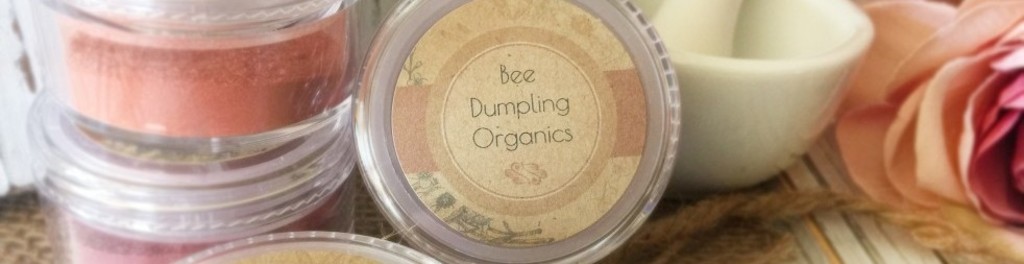 Bee
Dumpling
Organics